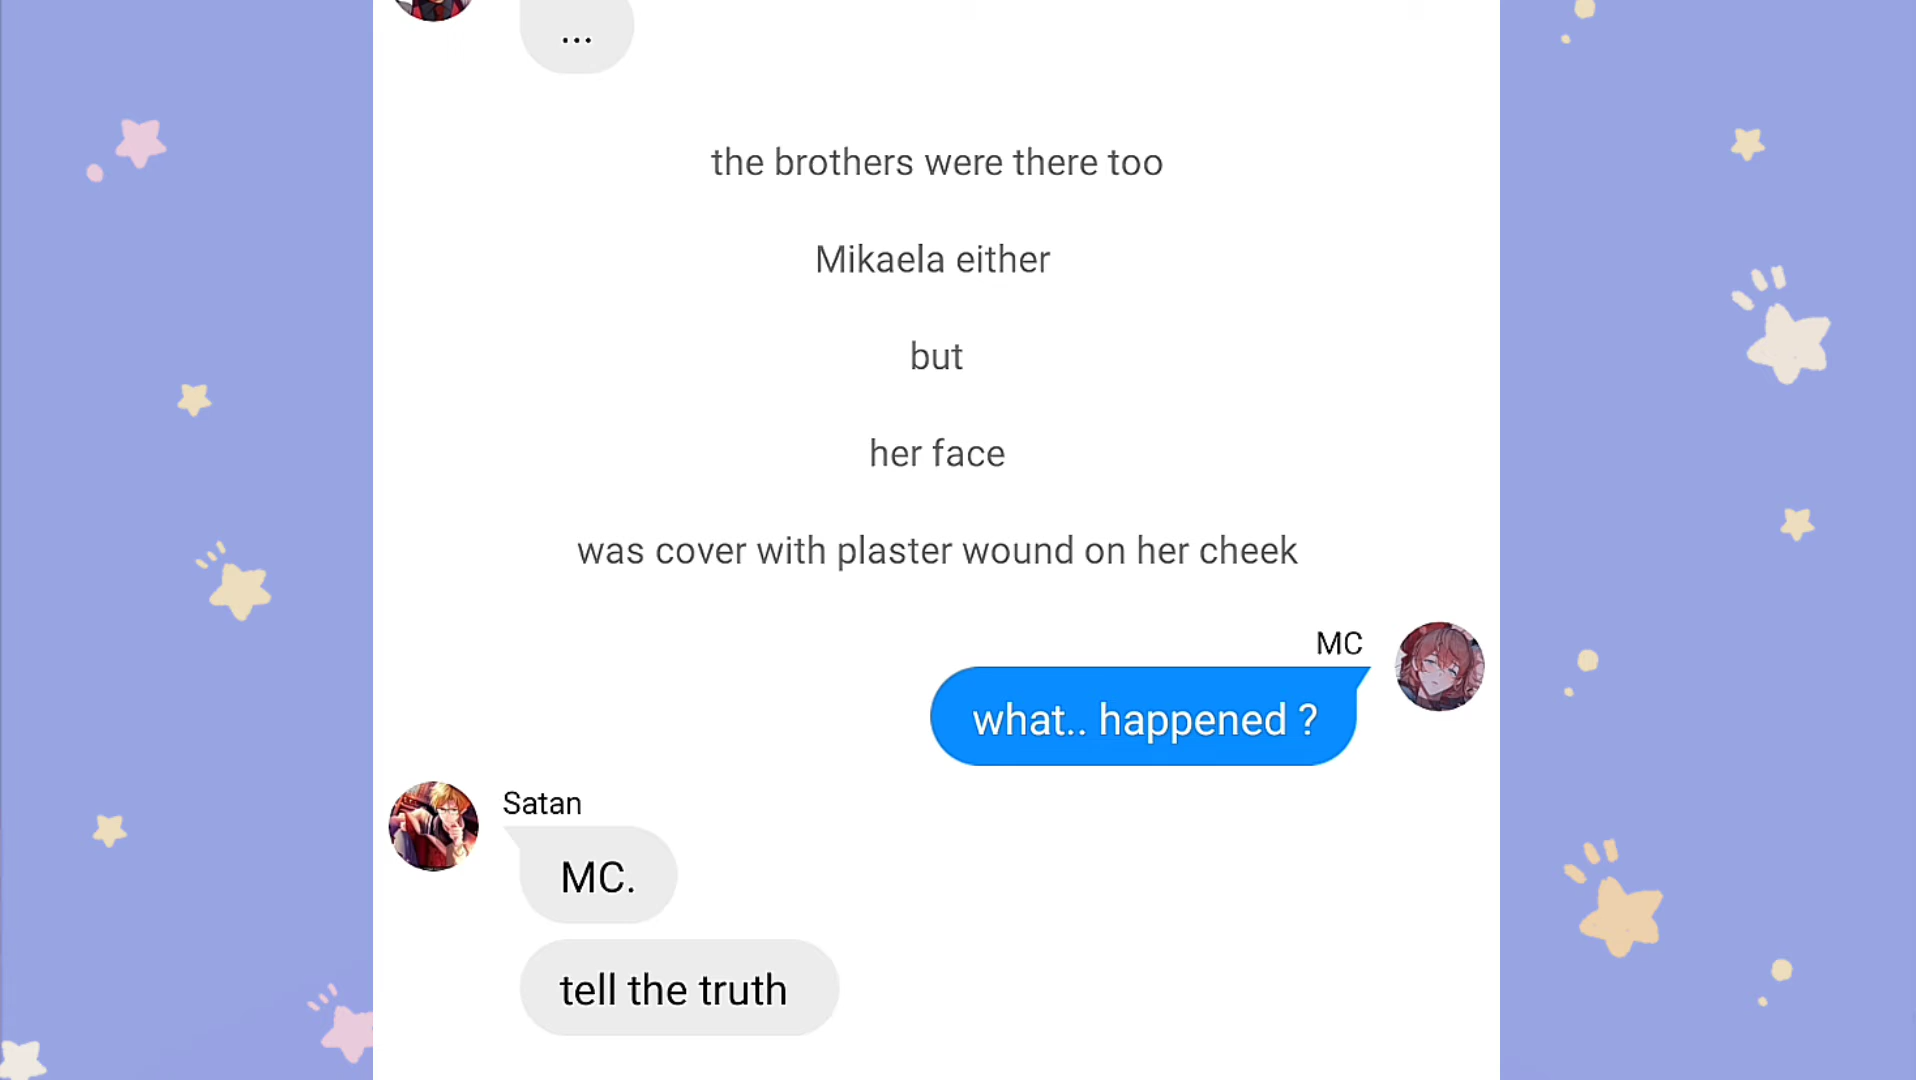 ...
the brothers were there too
Mikaela either
but
her face
was cover with plaster wound on her cheek
MC
what.. happened ?
Satan
MC.
tell the truth